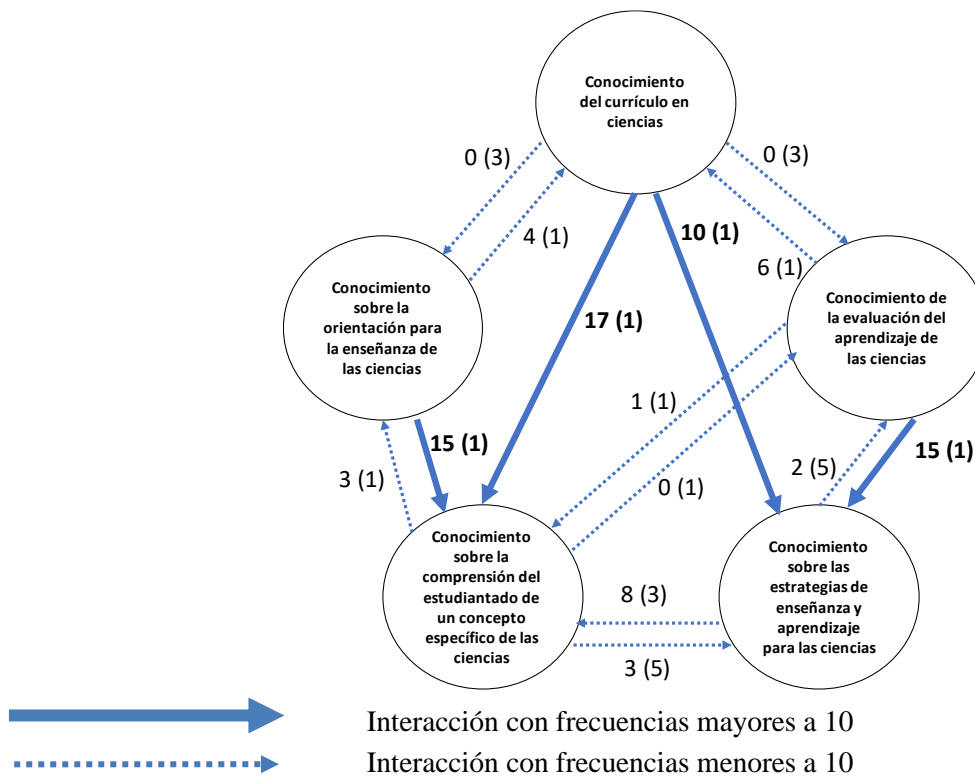 Conocimiento
del currículo en
ciencias
0 (3)
0 (3)
4 (1)
10 (1)
6 (1)
Conocimiento
sobre la
orientación para
la enseñanza de
las ciencias
17 (1)
Conocimiento de
la evaluación del
aprendizaje de
las ciencias
1 (1)
15 (1)
3 (1)
0 (1)
2 (5)
15 (1)
Conocimiento
sobre la
comprensión del
estudiantado de
un concepto
específico de las
ciencias
8 (3)
3 (5)
Conocimiento
sobre las
estrategias de
enseñanza y
aprendizaje
para las ciencias
Interacción con frecuencias mayores a 10
Interacción con frecuencias menores a 10